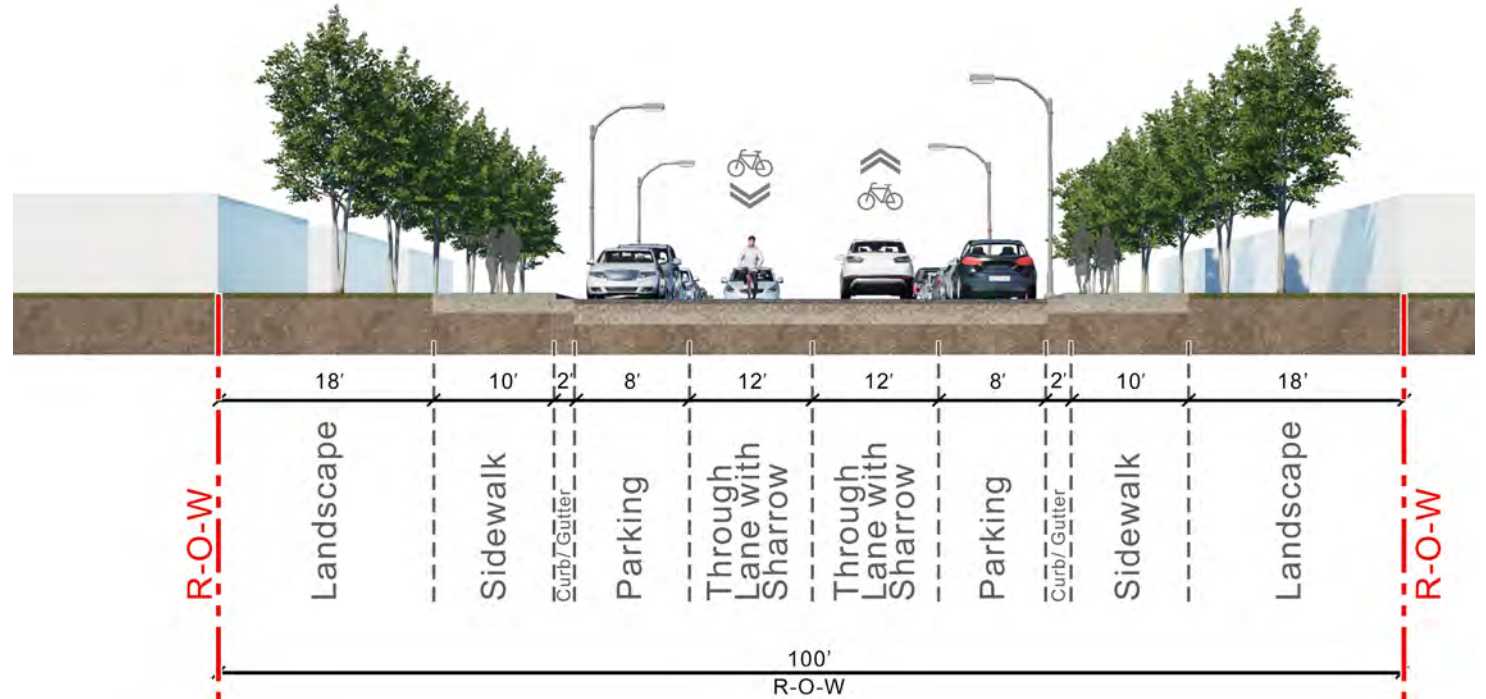 18'
10'
2'
8'
12'
12'
8'
2'
10'
18'
R-O-W
Landscape
Sidewalk
Curb/ Gutter
Parking
Through
Lane with
Sharrow
Through
Lane with
Sharrow
Parking
Curb/ Gutter
Sidewalk
Landscape
R-O-W
100'
R-O-W